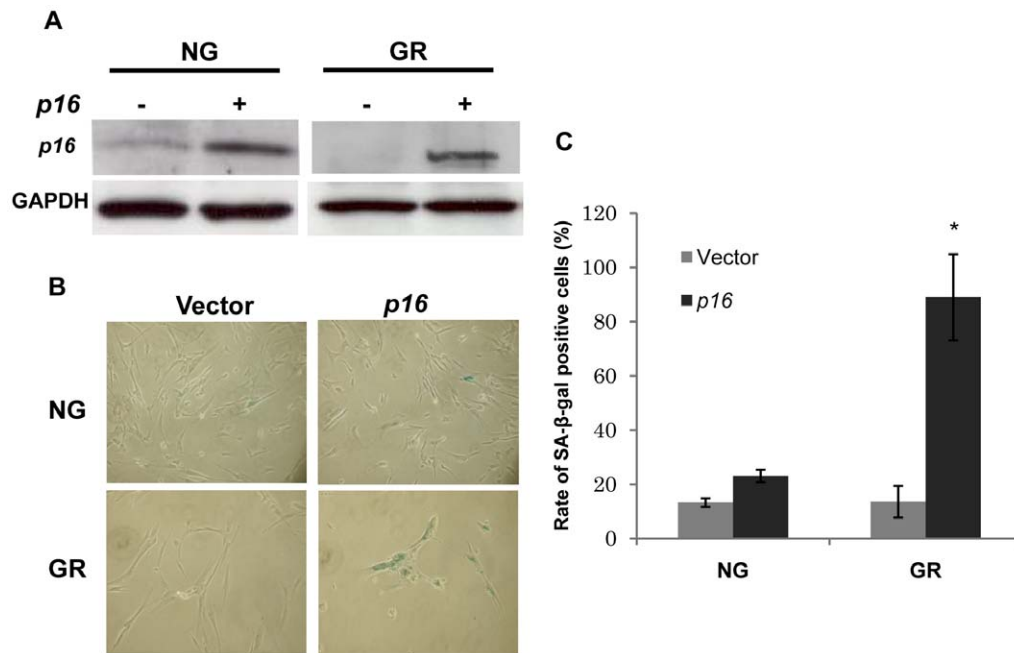 A
NG GR
p16 - + - +
p16
GAPDH
B
Vector p16
NG
GR
C
Rate of SA-β-gal positive cells (%)
120
100
80
60
40
20
0
Vector
p16
*
NG GR